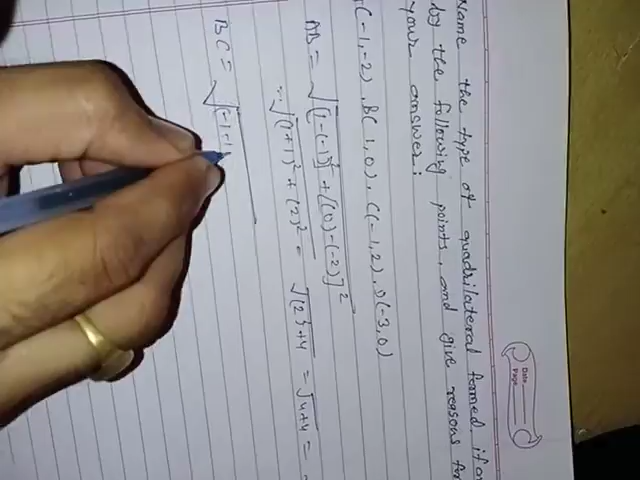 Date
Page
Name the type of quadrilateral formed, if any
by the following points, and give reasons for
your answer:
(-1,-2), B(1,0), C(-1,2), D(-3,0)
AB = √(1-(-1)² + [(0)-(-2)]²
= √(1+1)² + (2)² = √(2)²+4 = √4+4 =
BC = √(-1-1